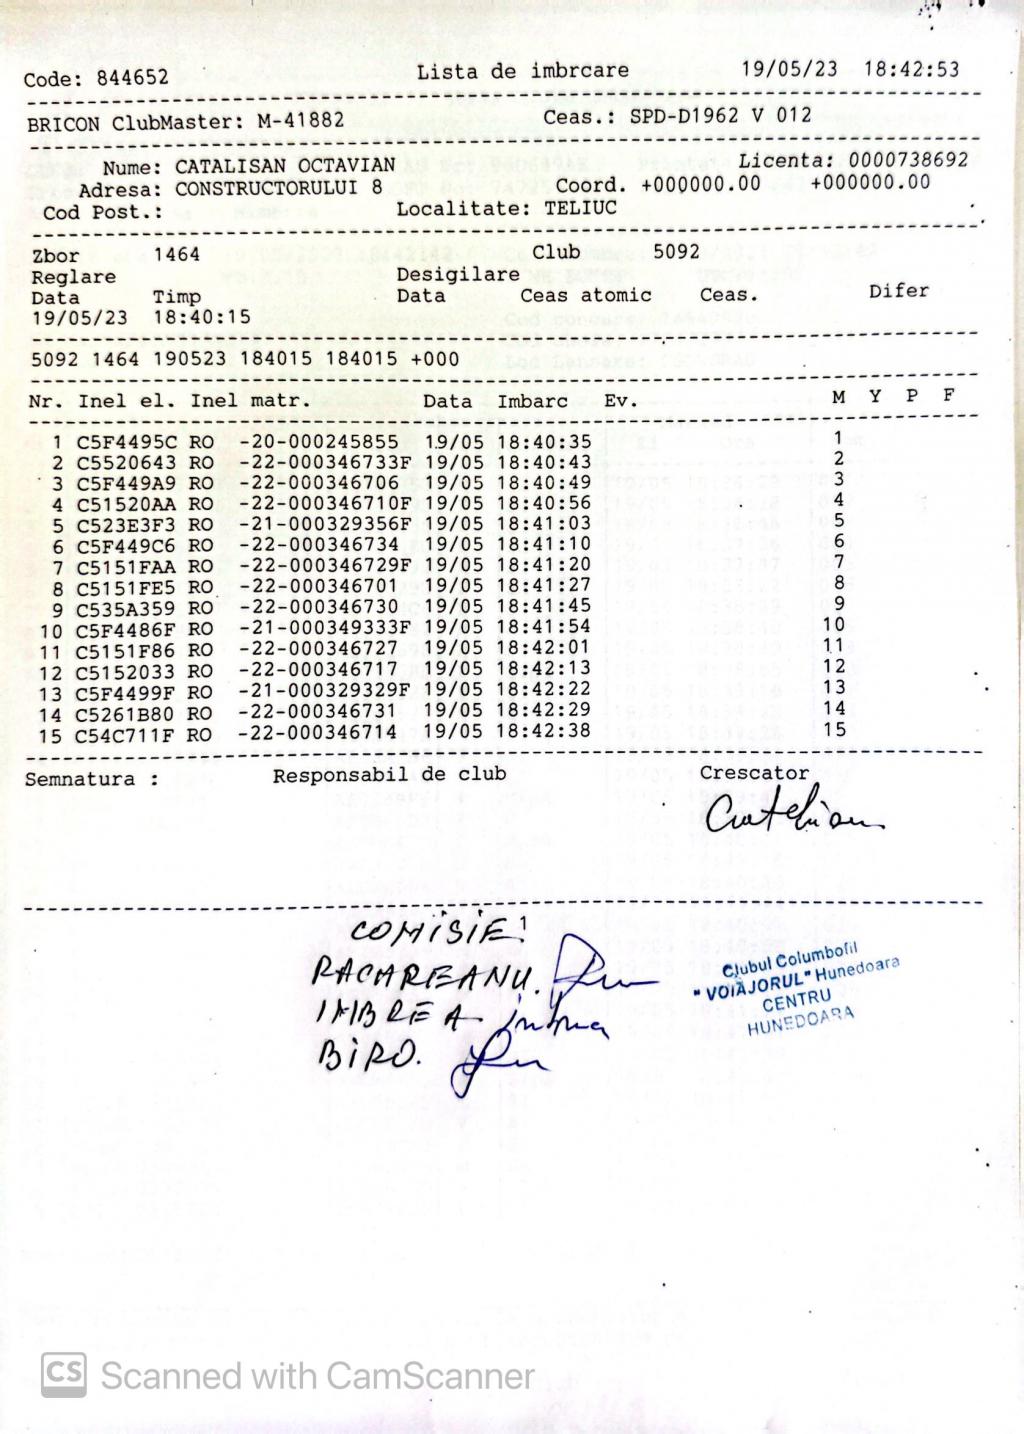 Code: 844652 Lista de imbrcare 19/05/23 18:42:53
BRICON ClubMaster: M-41882 Ceas.: SPD-D1962 V 012
Nume: CATALISAN OCTAVIAN Licenta: 0000738692
Adresa: CONSTRUCTORULUI 8 Coord. +000000.00 +000000.00
Cod Post.: Localitate: TELIUC
Zbor 1464 Club 5092
Reglare Desigilare
Data Timp Data Ceas atomic Ceas. Difer
19/05/23 18:40:15
5092 1464 190523 184015 184015 +000
Nr. Inel el. Inel matr. Data Imbarc Ev. M Y P F
1 C5F4495C RO -20-000245855 19/05 18:40:35 1
2 C5520643 RO -22-000346733F 19/05 18:40:43 2
3 C5F449A9 RO -22-000346706 19/05 18:40:49 3
4 C51520AA RO -22-000346710F 19/05 18:40:56 4
5 C523E3F3 RO -21-000329356F 19/05 18:41:03 5
6 C5F449C6 RO -22-000346734 19/05 18:41:10 6
7 C5151FAA RO -22-000346729F 19/05 18:41:20 7
8 C5151FE5 RO -22-000346701 19/05 18:41:27 8
9 C535A359 RO -22-000346730 19/05 18:41:45 9
10 C5F4486F RO -21-000349333F 19/05 18:41:54 10
11 C5151F86 RO -22-000346727 19/05 18:42:01 11
12 C5152033 RO -22-000346717 19/05 18:42:13 12
13 C5F4499F RO -21-000329329F 19/05 18:42:22 13
14 C5261B80 RO -22-000346731 19/05 18:42:29 14
15 C54C711F RO -22-000346714 19/05 18:42:38 15
Semnatura : Responsabil de club Crescator
1
COMISIE:
RACAREANU.
IMBREA
BIRO.
Clubul Columbofil
"VOIAJORUL" Hunedoara
CENTRU
HUNEDOARA
CS Scanned with CamScanner